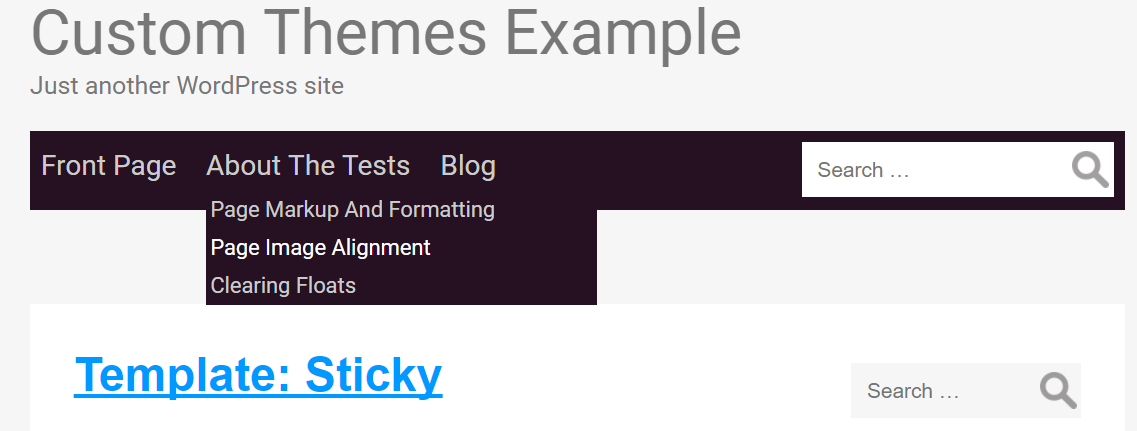 Custom Themes Example
Just another WordPress site
Front Page About The Tests Blog Search …
Page Markup And Formatting
Page Image Alignment
Clearing Floats
Template: Sticky
Search …